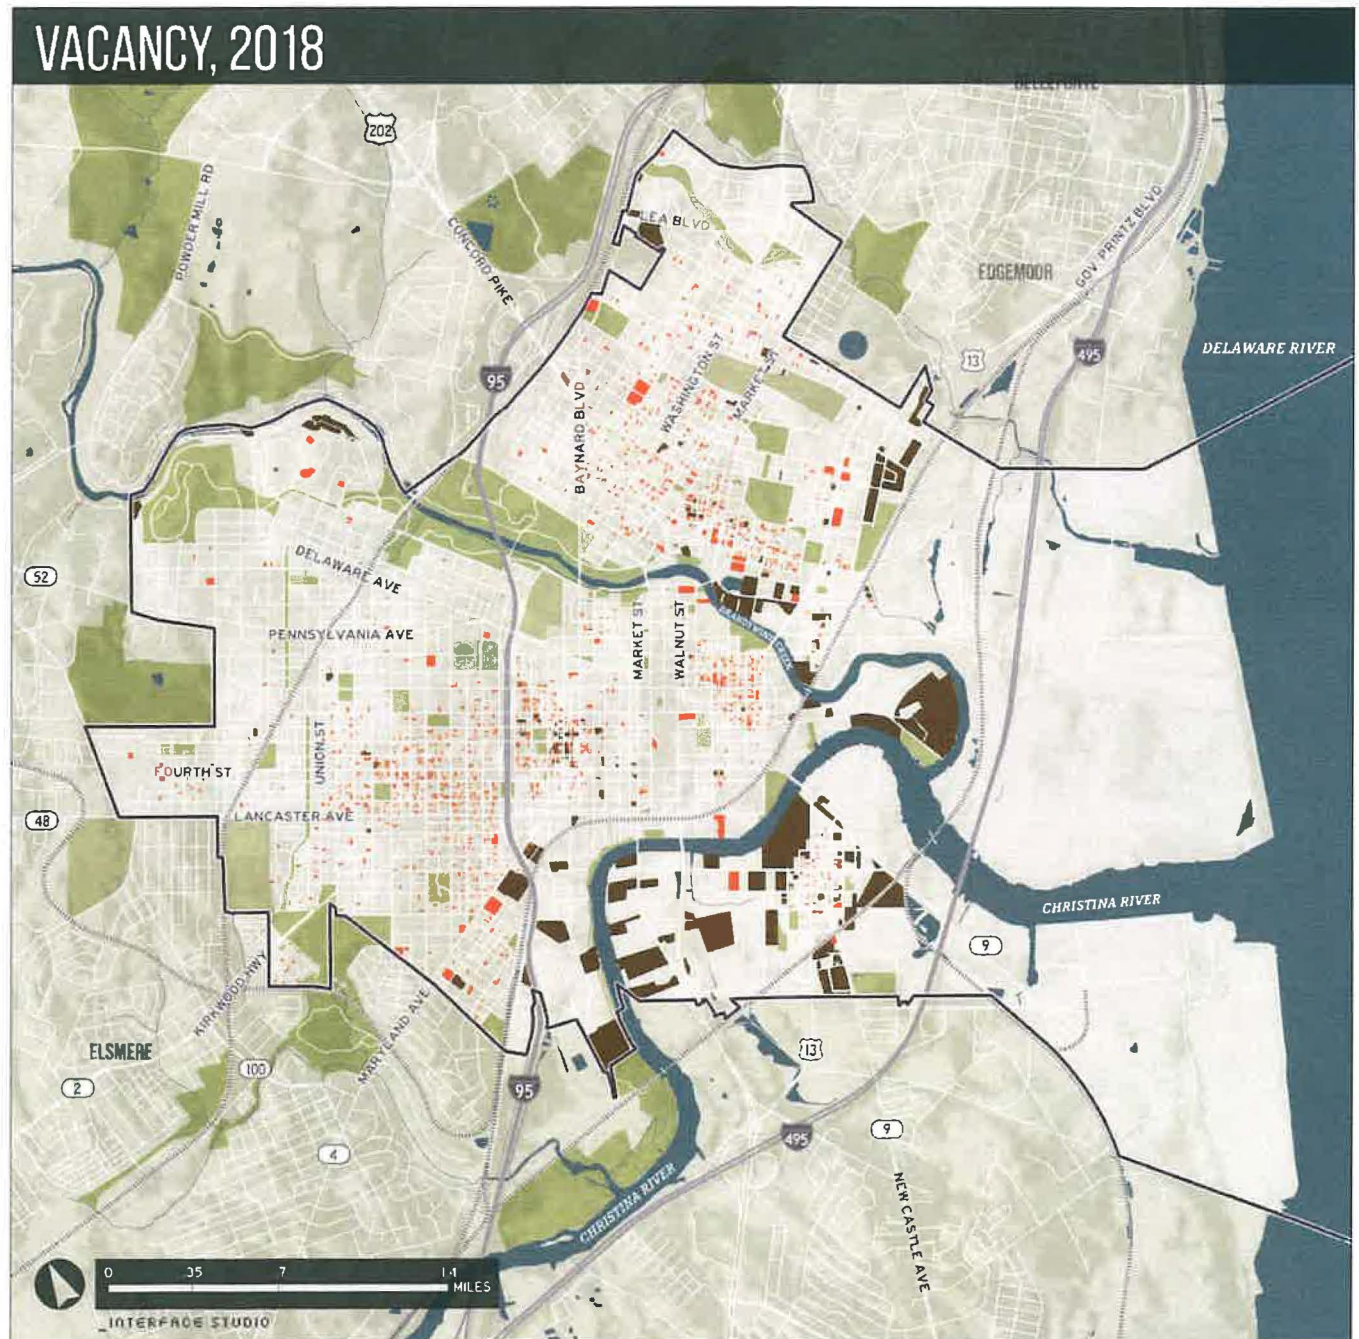 VACANCY, 2018
BELLEFONTE
202
POWDER MILL RD
CONCORD PIKE
LEA BLVD
EDGEMOOR
GOV. PRINTZ BLVD
DELAWARE RIVER
13
495
95
WASHINGTON ST
MARKET ST
BAYNARD BLVD
52
DELAWARE AVE
PENNSYLVANIA AVE
MARKET ST
WALNUT ST
BRANDYWINE CREEK
UNION ST
FOURTH ST
48
LANCASTER AVE
CHRISTINA RIVER
9
KIRKWOOD HWY
MARYLAND AVE
ELSMERE
2
100
95
13
495
9
4
CHRISTINA RIVER
NEW CASTLE AVE
0 .35 .7 1.4
MILES
INTERFACE STUDIO